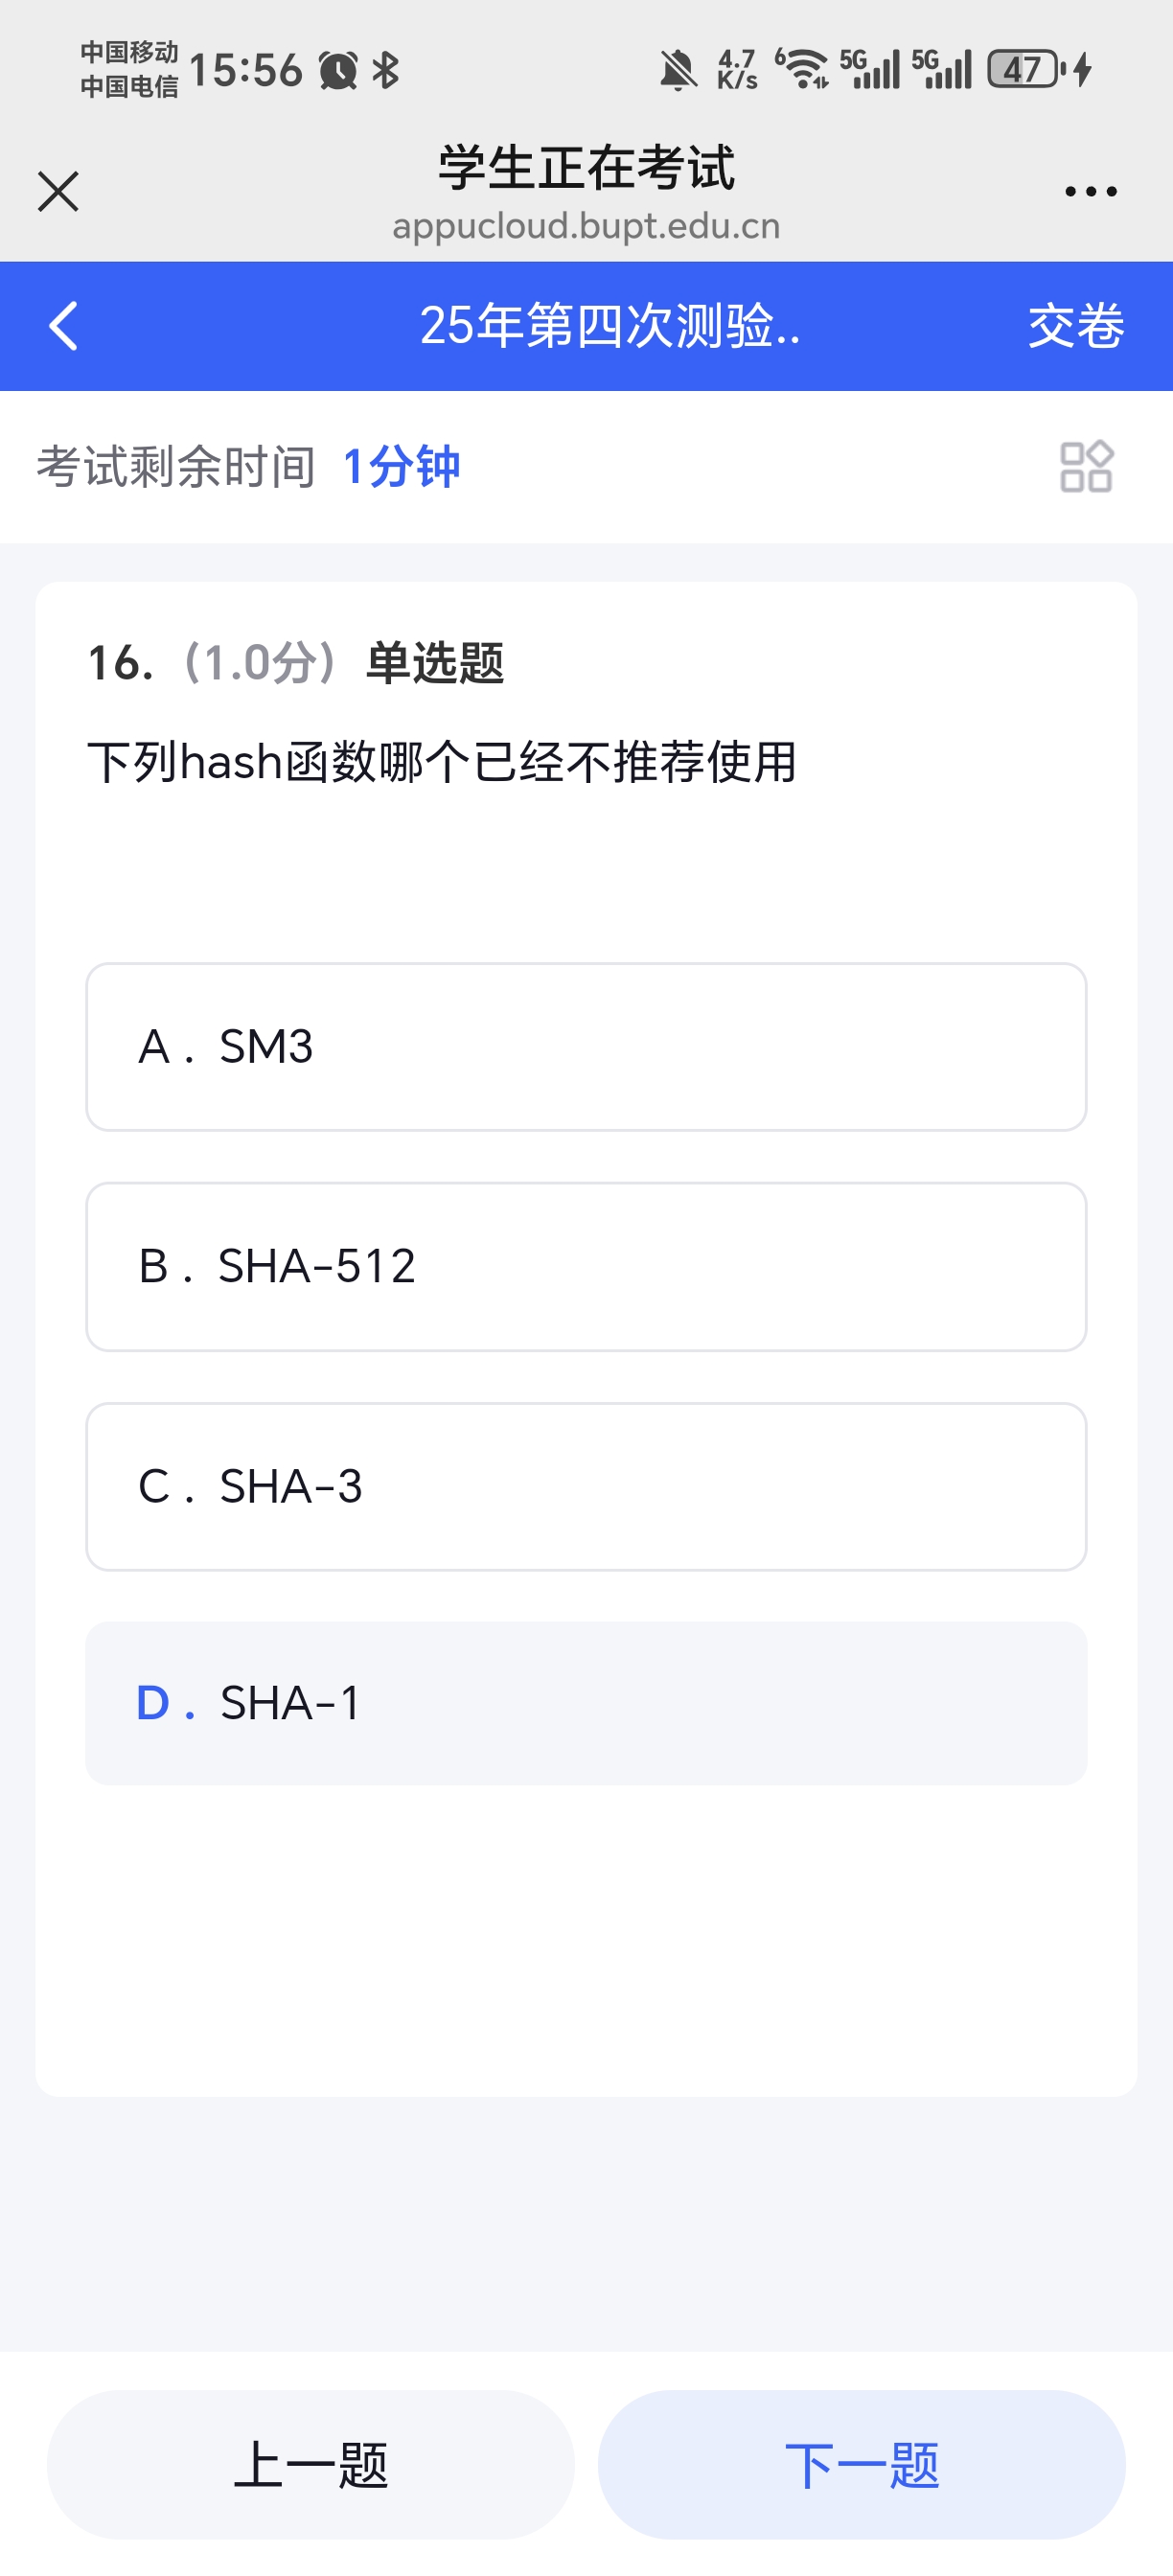 中国移动
中国电信
15:56
4.7
K/s
6
5G
5G
47
学生正在考试
appucloud.bupt.edu.cn
25年第四次测验..
交卷
考试剩余时间 1分钟
16. (1.0分) 单选题
下列hash函数哪个已经不推荐使用
A . SM3
B . SHA-512
C . SHA-3
D . SHA-1
上一题
下一题